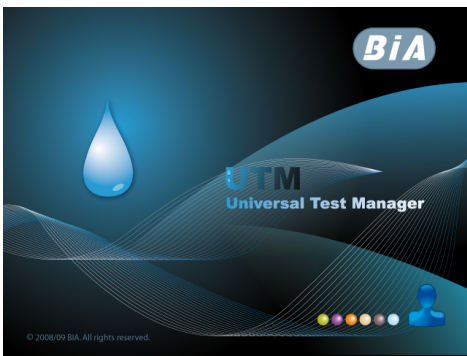 BiA
UTM
Universal Test Manager
© 2008/09 BIA. All rights reserved.